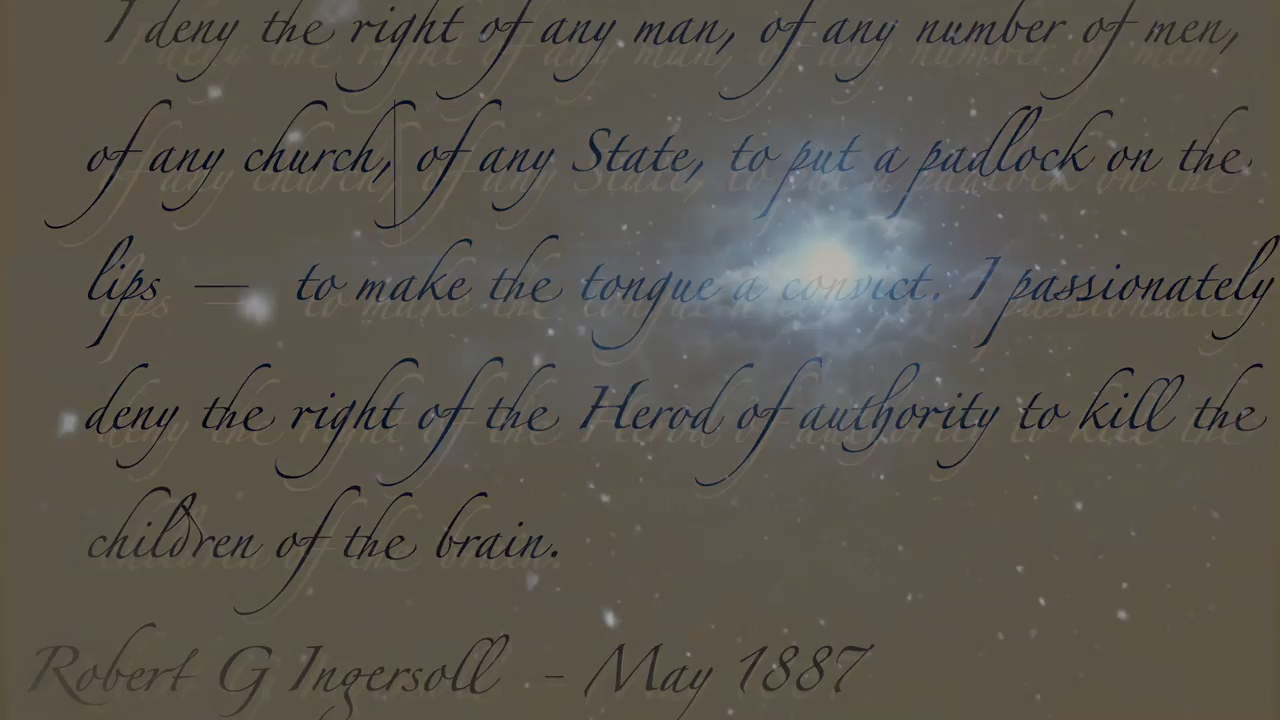 I deny the right of any man, of any number of men,
of any church, of any State, to put a padlock on the
lips — to make the tongue a convict. I passionately
deny the right of the Herod of authority to kill the
children of the brain.
Robert G Ingersoll - May 1887